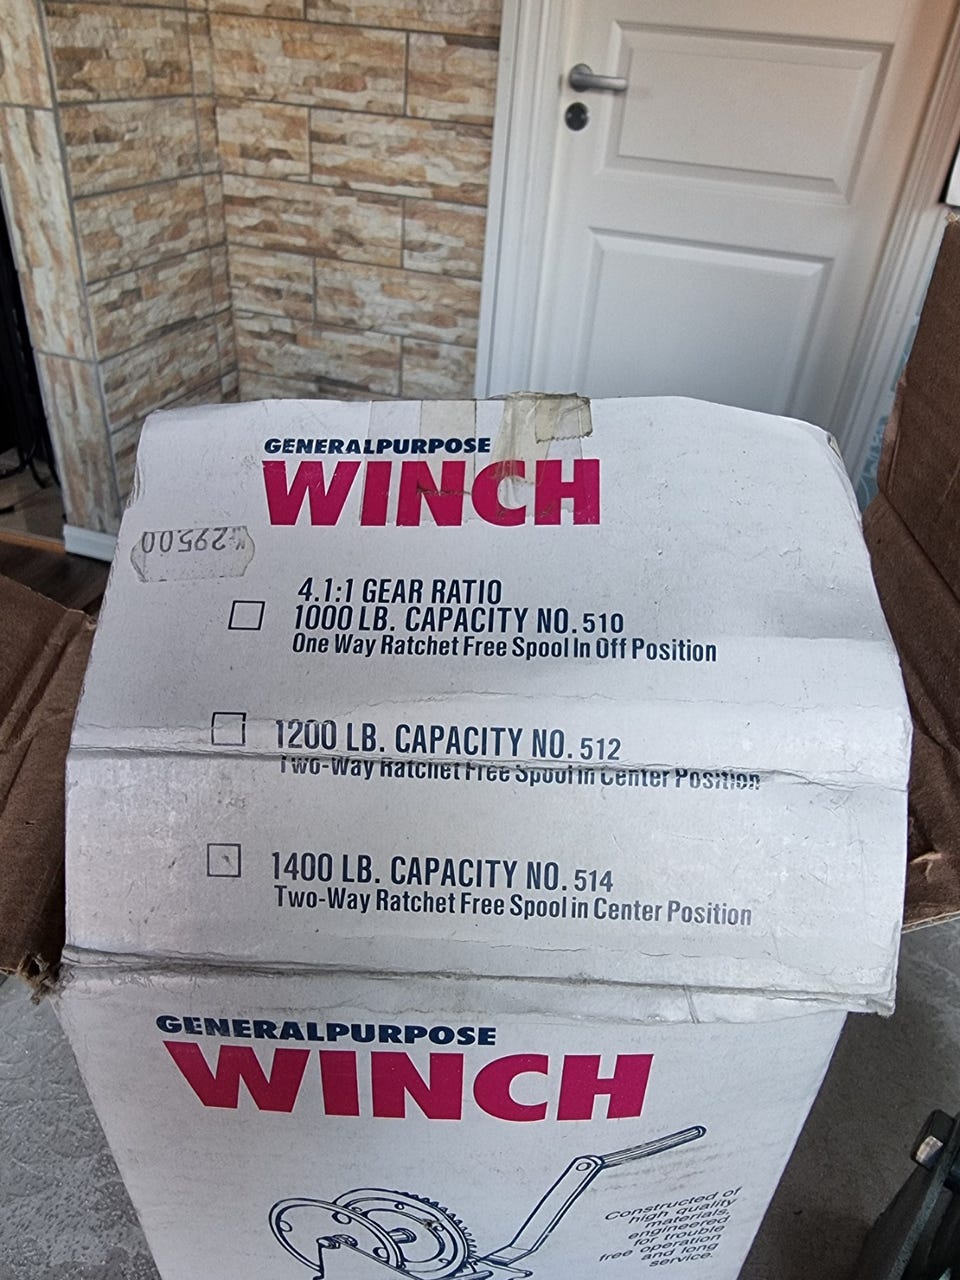 GENERALPURPOSE
WINCH
295.00
4.1:1 GEAR RATIO
1000 LB. CAPACITY NO. 510
One Way Ratchet Free Spool In Off Position
1200 LB. CAPACITY NO. 512
Two-Way Ratchet Free Spool in Center Position
1400 LB. CAPACITY NO. 514
Two-Way Ratchet Free Spool in Center Position
GENERALPURPOSE
WINCH
Constructed of
high quality
materials,
engineered
for trouble
free operation
and long
service.